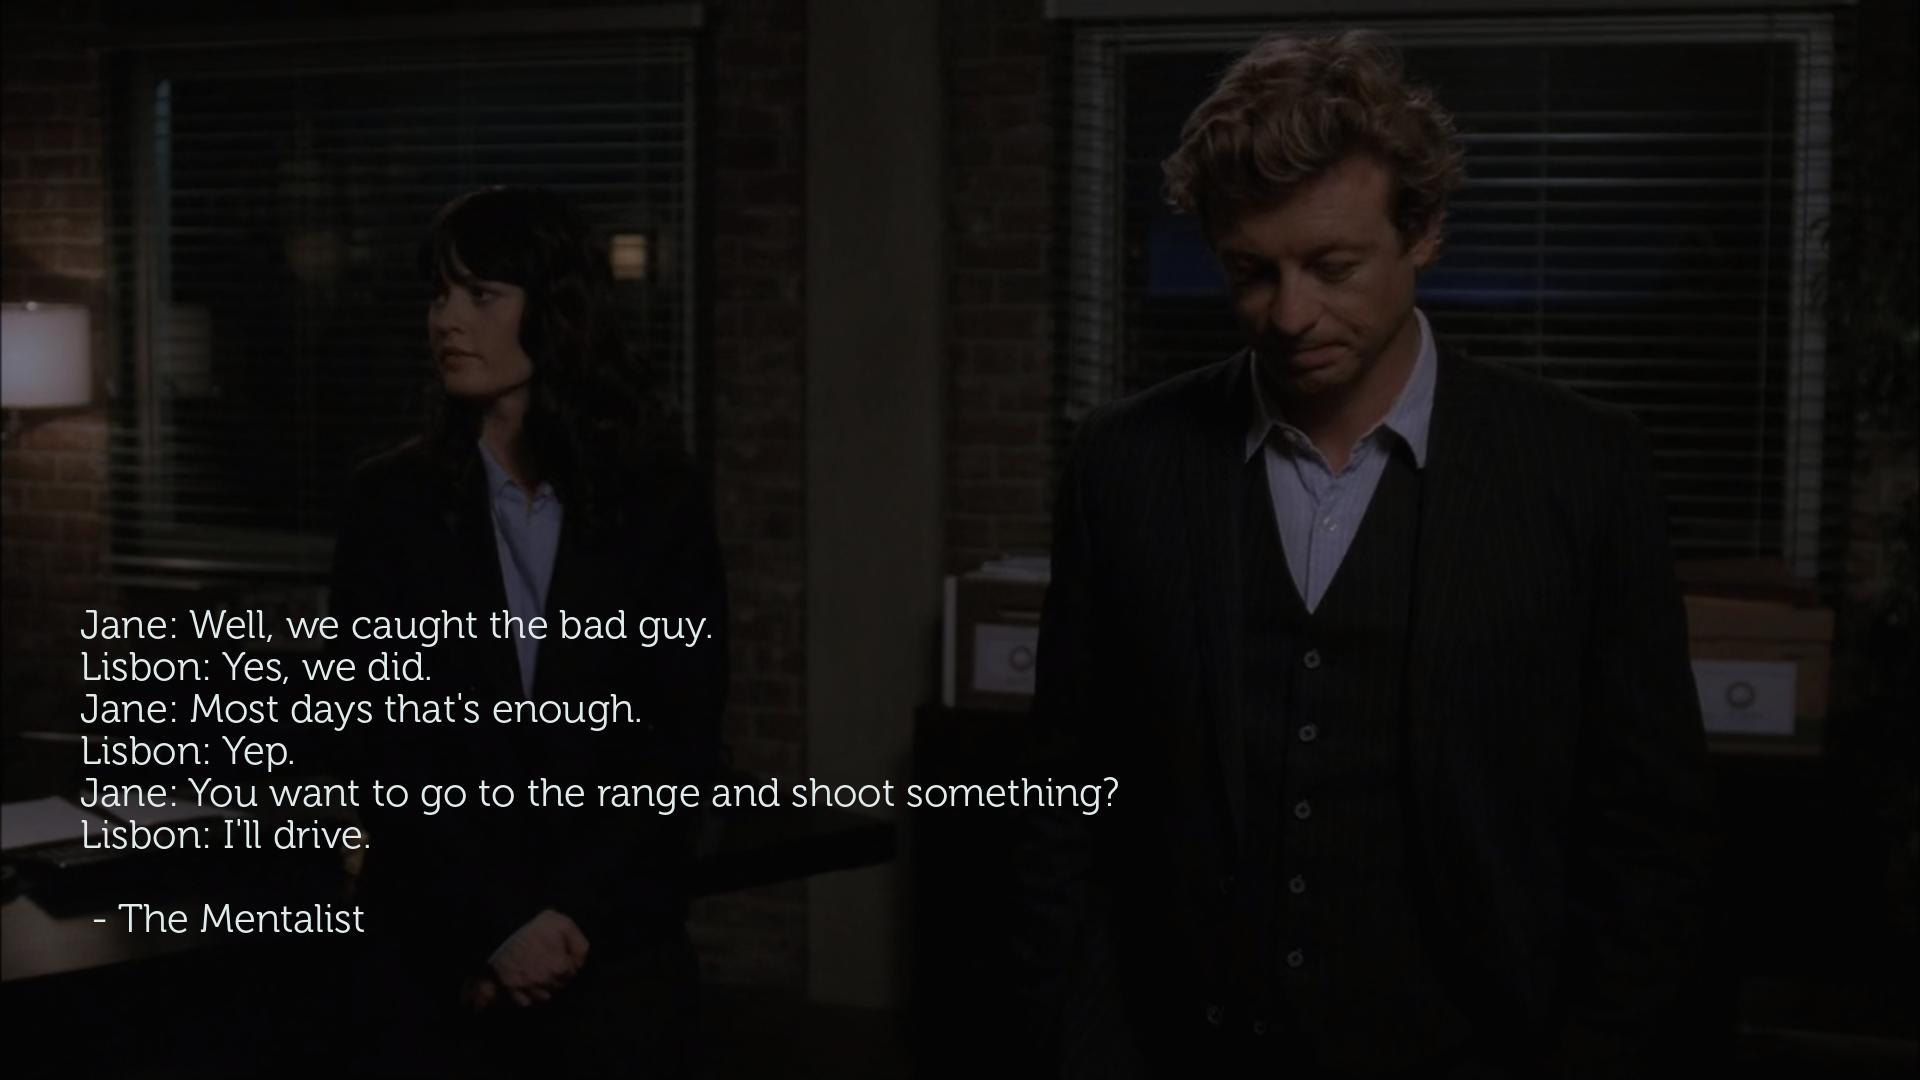 Jane: Well, we caught the bad guy.
Lisbon: Yes, we did.
Jane: Most days that's enough.
Lisbon: Yep.
Jane: You want to go to the range and shoot something?
Lisbon: I'll drive.
- The Mentalist